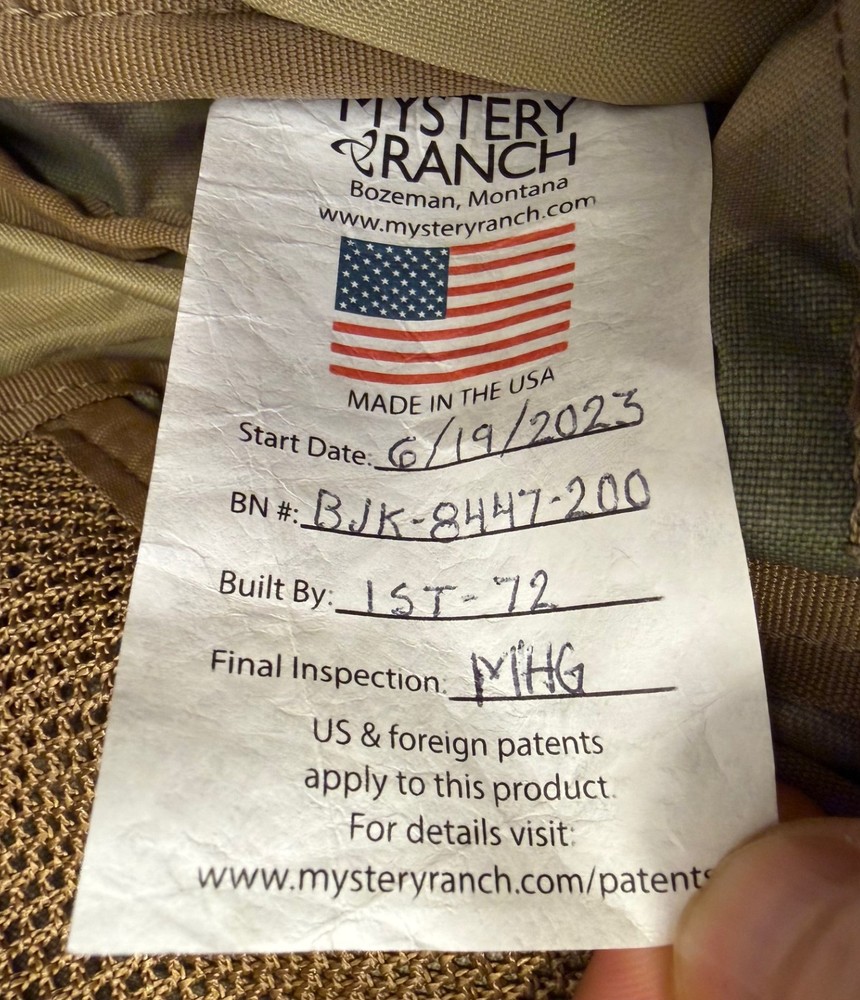 MYSTERY
RANCH
Bozeman, Montana
www.mysteryranch.com
MADE IN THE USA
Start Date: 6/19/2023
BN #: BJK-8447-200
Built By: 1ST-72
Final Inspection: MHG
US & foreign patents
apply to this product.
For details visit:
www.mysteryranch.com/patents